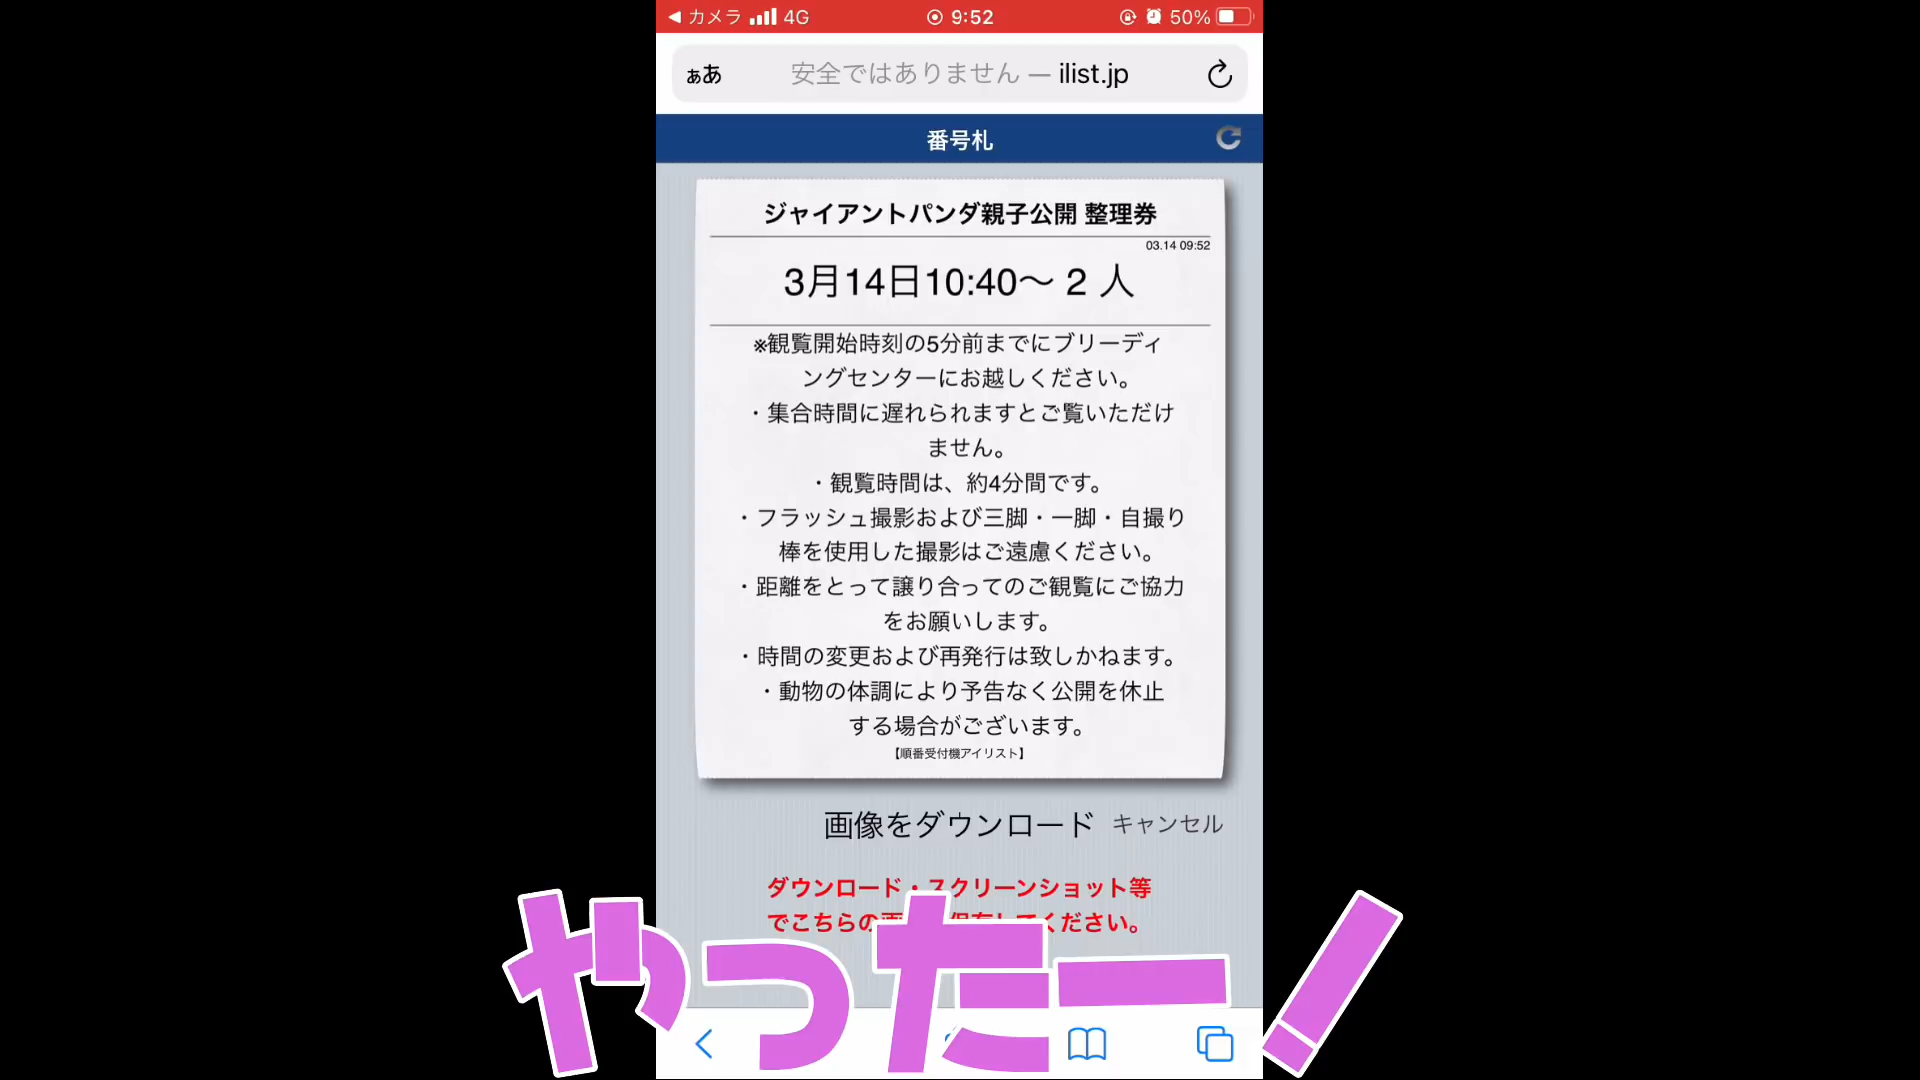 カメラ 4G 9:52 50%
ぁあ 安全ではありません — ilist.jp
番号札
ジャイアントパンダ親子公開 整理券
03.14 09:52
3月14日10:40〜 2 人
※観覧開始時刻の5分前までにブリーディ
ングセンターにお越しください。
・集合時間に遅れられますとご覧いただけ
ません。
・観覧時間は、約4分間です。
・フラッシュ撮影および三脚・一脚・自撮り
棒を使用した撮影はご遠慮ください。
・距離をとって譲り合ってのご観覧にご協力
をお願いします。
・時間の変更および再発行は致しかねます。
・動物の体調により予告なく公開を休止
する場合がございます。
【順番受付機アイリスト】
画像をダウンロード キャンセル
ダウンロード・スクリーンショット等
でこちらの ください。
やったー!